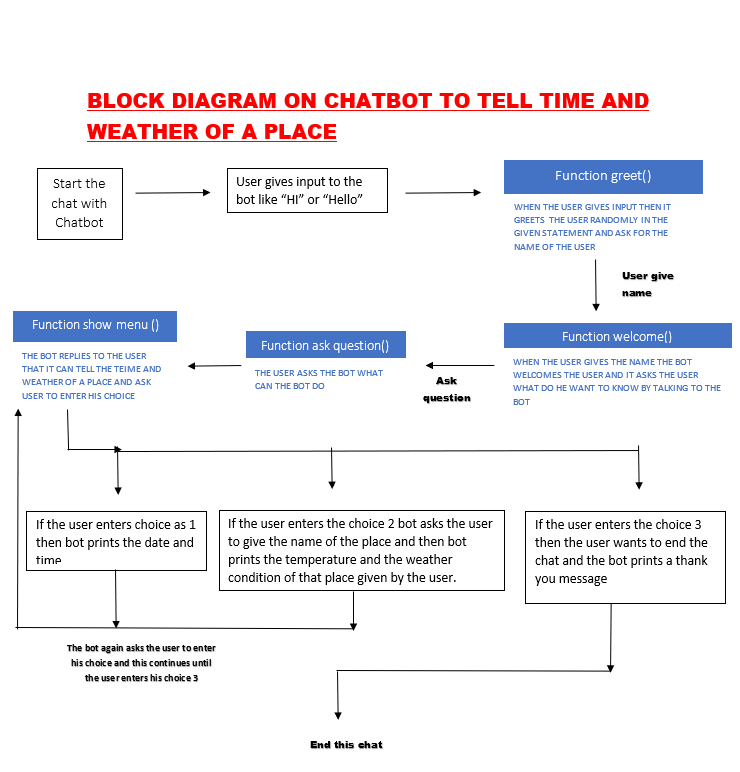 BLOCK DIAGRAM ON CHATBOT TO TELL TIME AND
WEATHER OF A PLACE
Start the
chat with
Chatbot
User gives input to the
bot like “HI” or “Hello”
Function greet()
WHEN THE USER GIVES INPUT THEN IT
GREETS THE USER RANDOMLY IN THE
GIVEN STATEMENT AND ASK FOR THE
NAME OF THE USER
User give
name
Function welcome()
WHEN THE USER GIVES THE NAME THE BOT
WELCOMES THE USER AND IT ASKS THE USER
WHAT DO HE WANT TO KNOW BY TALKING TO THE
BOT
Ask
question
Function ask question()
THE USER ASKS THE BOT WHAT
CAN THE BOT DO
Function show menu ()
THE BOT REPLIES TO THE USER
THAT IT CAN TELL THE TEIME AND
WEATHER OF A PLACE AND ASK
USER TO ENTER HIS CHOICE
If the user enters choice as 1
then bot prints the date and
time
If the user enters the choice 2 bot asks the user
to give the name of the place and then bot
prints the temperature and the weather
condition of that place given by the user.
If the user enters the choice 3
then the user wants to end the
chat and the bot prints a thank
you message
The bot again asks the user to enter
his choice and this continues until
the user enters his choice 3
End this chat